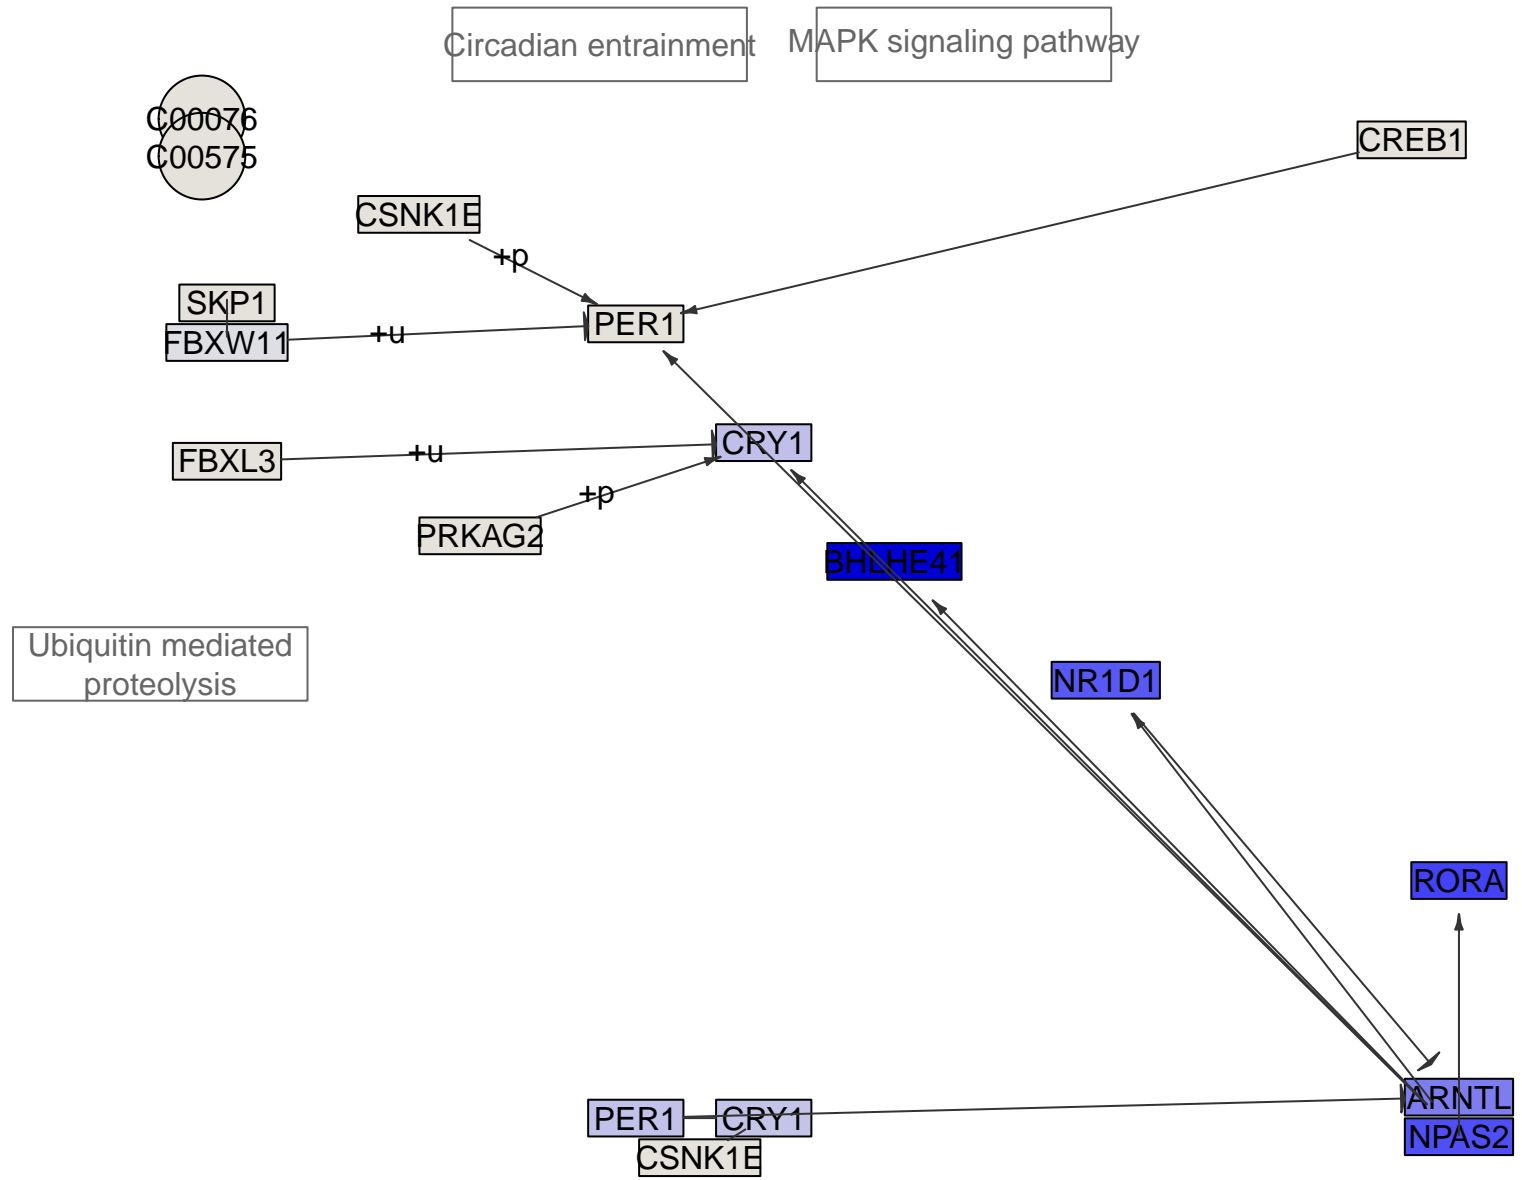 Circadian entrainment
MAPK signaling pathway
C00076
C00575
CREB1
CSNK1E
+p
SKP1
PER1
FBXW11
+u
CRY1
FBXL3
+u
+p
PRKAG2
BHLHE41
Ubiquitin mediated
proteolysis
NR1D1
RORA
ARNTL
PER1
CRY1
NPAS2
CSNK1E